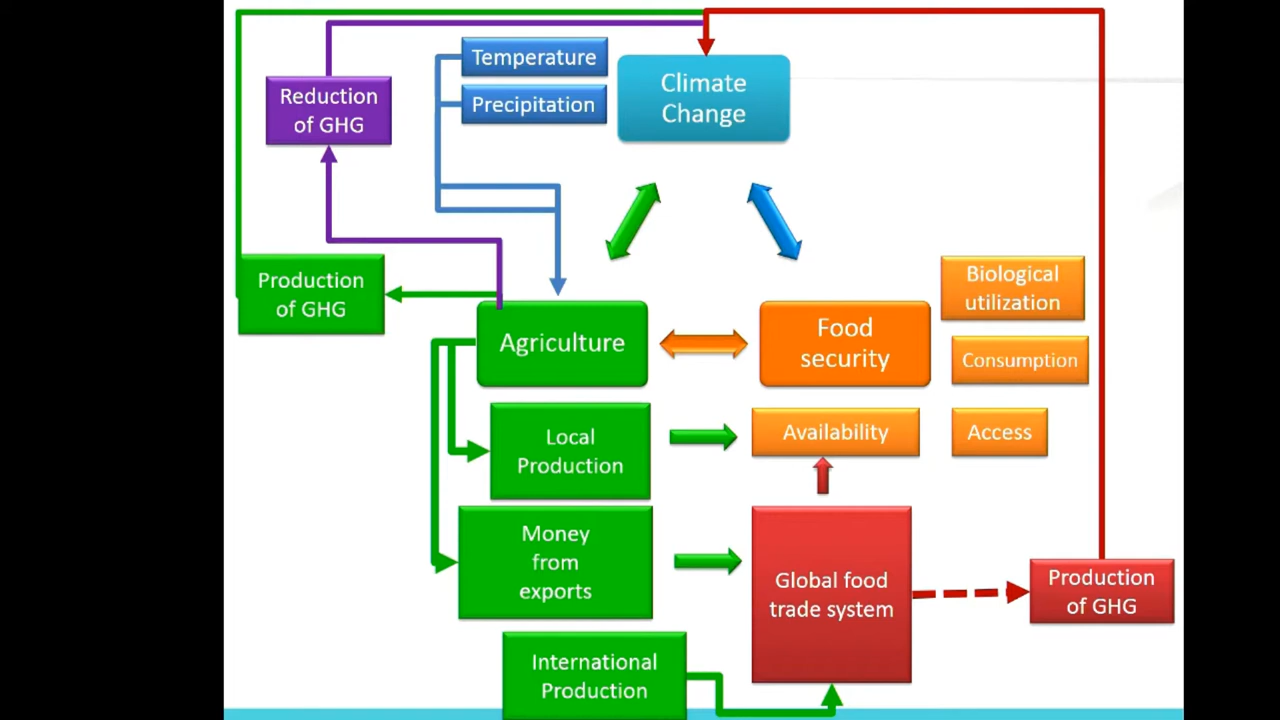 Temperature
Precipitation
Climate
Change
Reduction
of GHG
Production
of GHG
Agriculture
Food
security
Biological
utilization
Consumption
Local
Production
Availability
Access
Money
from
exports
Global food
trade system
Production
of GHG
International
Production